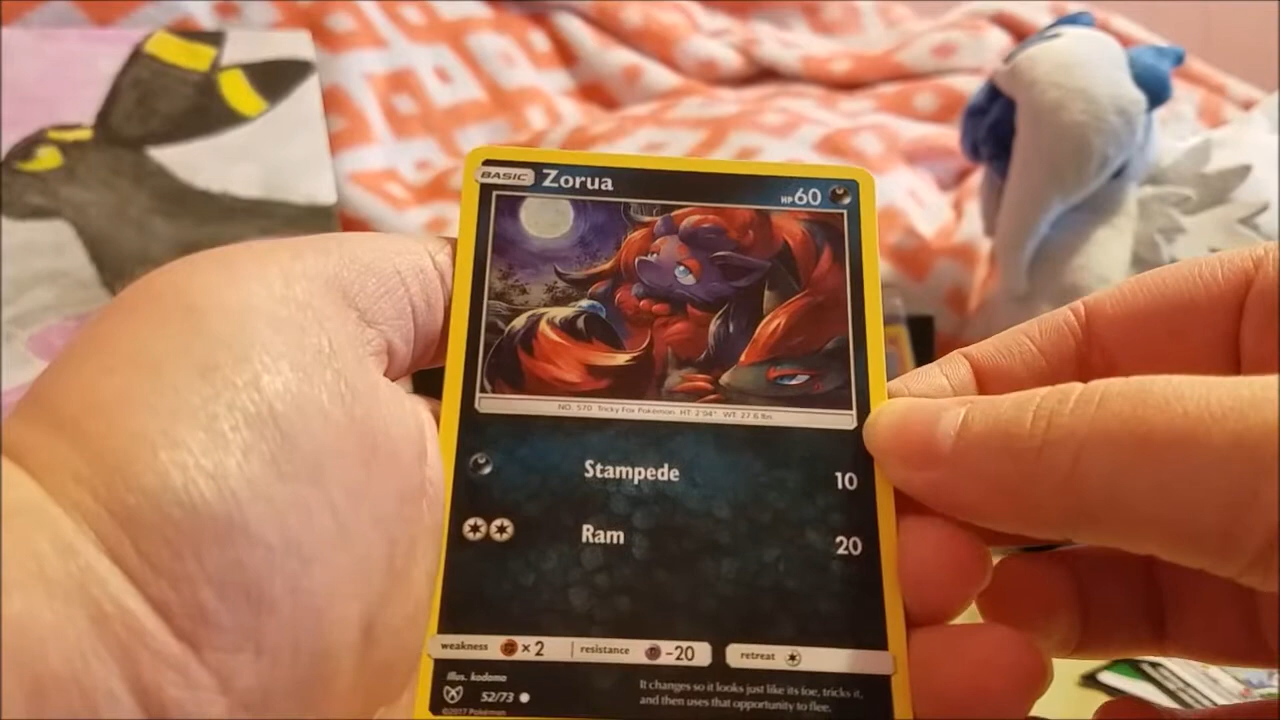 BASIC Zorua HP60
NO. 570 Tricky Fox Pokémon HT: 2'04" WT: 27.6 lbs.
Stampede 10
Ram 20
weakness ×2 resistance -20 retreat
Illus. kodama
52/73
©2017 Pokémon
It changes so it looks just like its foe, tricks it,
and then uses that opportunity to flee.